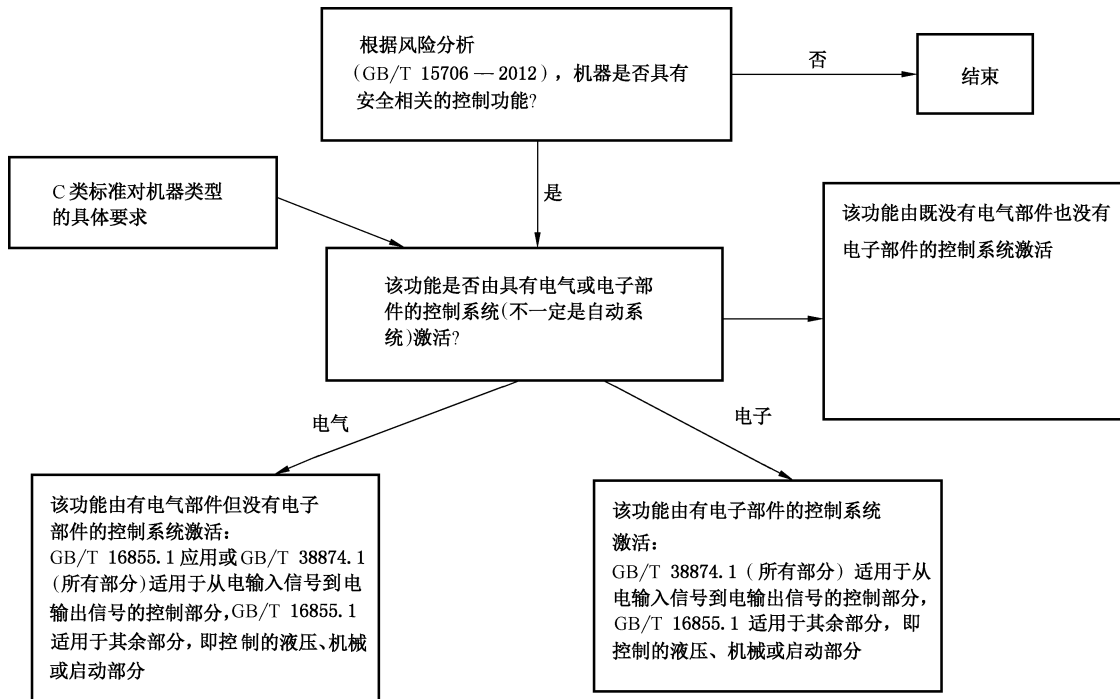 根据风险分析
(GB/T 15706—2012)，机器是否具有
安全相关的控制功能?
否
结束
是
C类标准对机器类型
的具体要求
该功能由既没有电气部件也没有
电子部件的控制系统激活
该功能是否由具有电气或电子部
件的控制系统(不一定是自动系
统)激活?
电气
电子
该功能由有电气部件但没有电子
部件的控制系统激活：
GB/T 16855.1应用或GB/T 38874.1
(所有部分)适用于从电输入信号到电
输出信号的控制部分，GB/T 16855.1
适用于其余部分，即控制的液压、机械
或启动部分
该功能由有电子部件的控制系统
激活：
GB/T 38874.1(所有部分)适用于从
电输入信号到电输出信号的控制部分，
GB/T 16855.1适用于其余部分，即
控制的液压、机械或启动部分